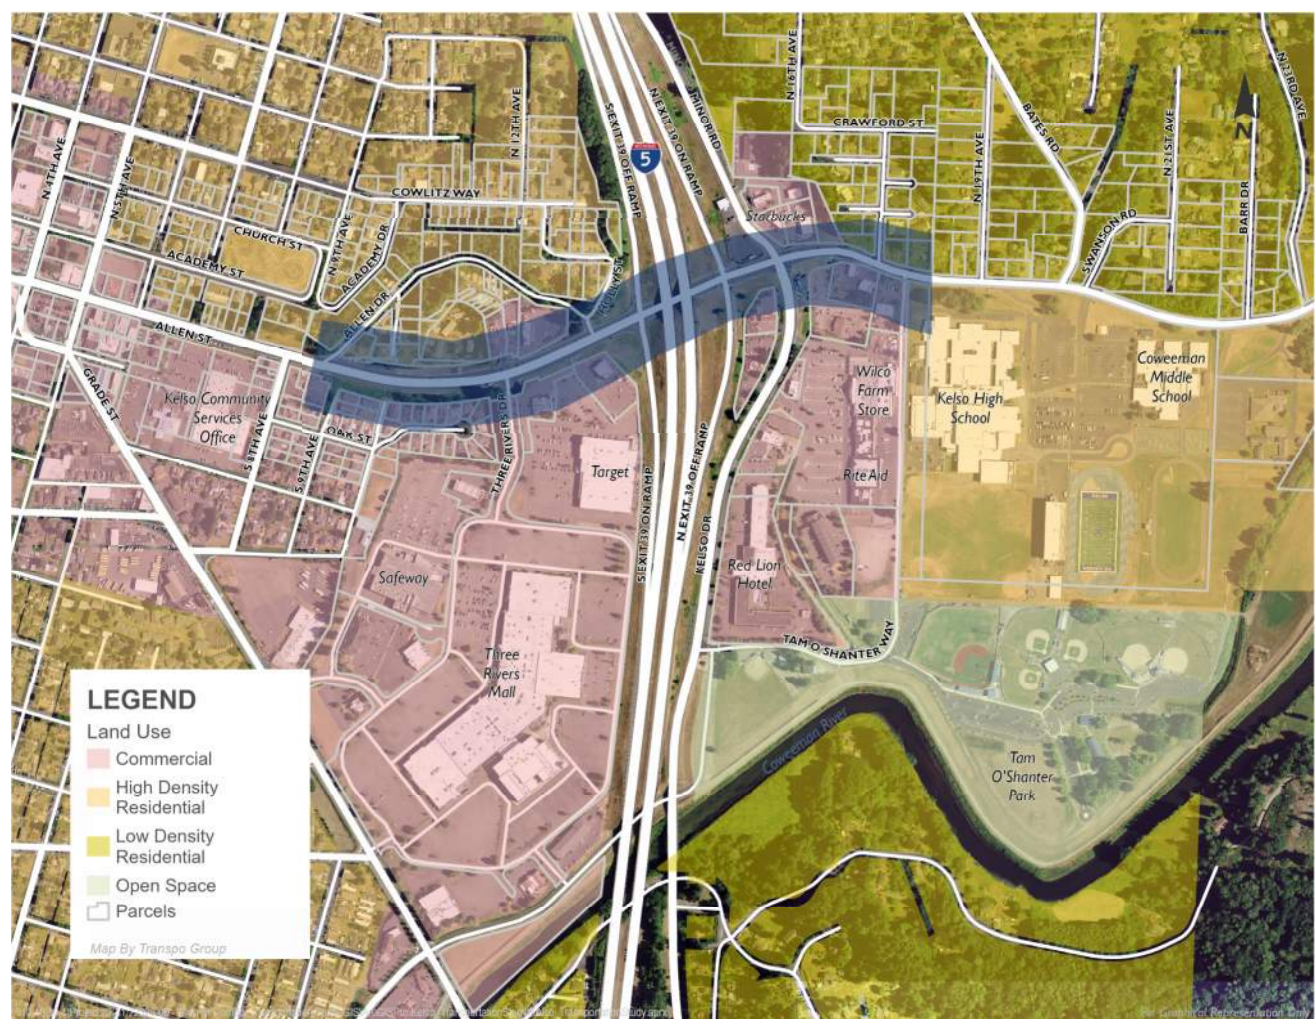 N 4TH AVE
N 5TH AVE
N 12TH AVE
S EXIT 39 OFF RAMP
N EXIT 39 ON RAMP
MINOR RD
N 16TH AVE
CRAWFORD ST
N 19TH AVE
BATES RD
N 21ST AVE
BARR DR
N 23RD AVE
N
5
COWLITZ WAY
CHURCH ST
N 9TH AVE
ACADEMY DR
ACADEMY ST
ALLEN DR
Starbucks
SWANSON RD
ALLEN ST
GRADE ST
Kelso Community
Services
Office
S 8TH AVE
S 9TH AVE
OAK ST
THREE RIVERS DR
Target
S EXIT 39 ON RAMP
N EXIT 39 OFF RAMP
KELSO DR
Wilco
Farm
Store
Rite Aid
Kelso High
School
Coweeman
Middle
School
Red Lion
Hotel
Safeway
Three
Rivers
Mall
TAM O SHANTER WAY
Coweeman River
Tam
O'Shanter
Park
LEGEND
Land Use
Commercial
High Density
Residential
Low Density
Residential
Open Space
Parcels
Map By Transpo Group
For Graphical Representation Only